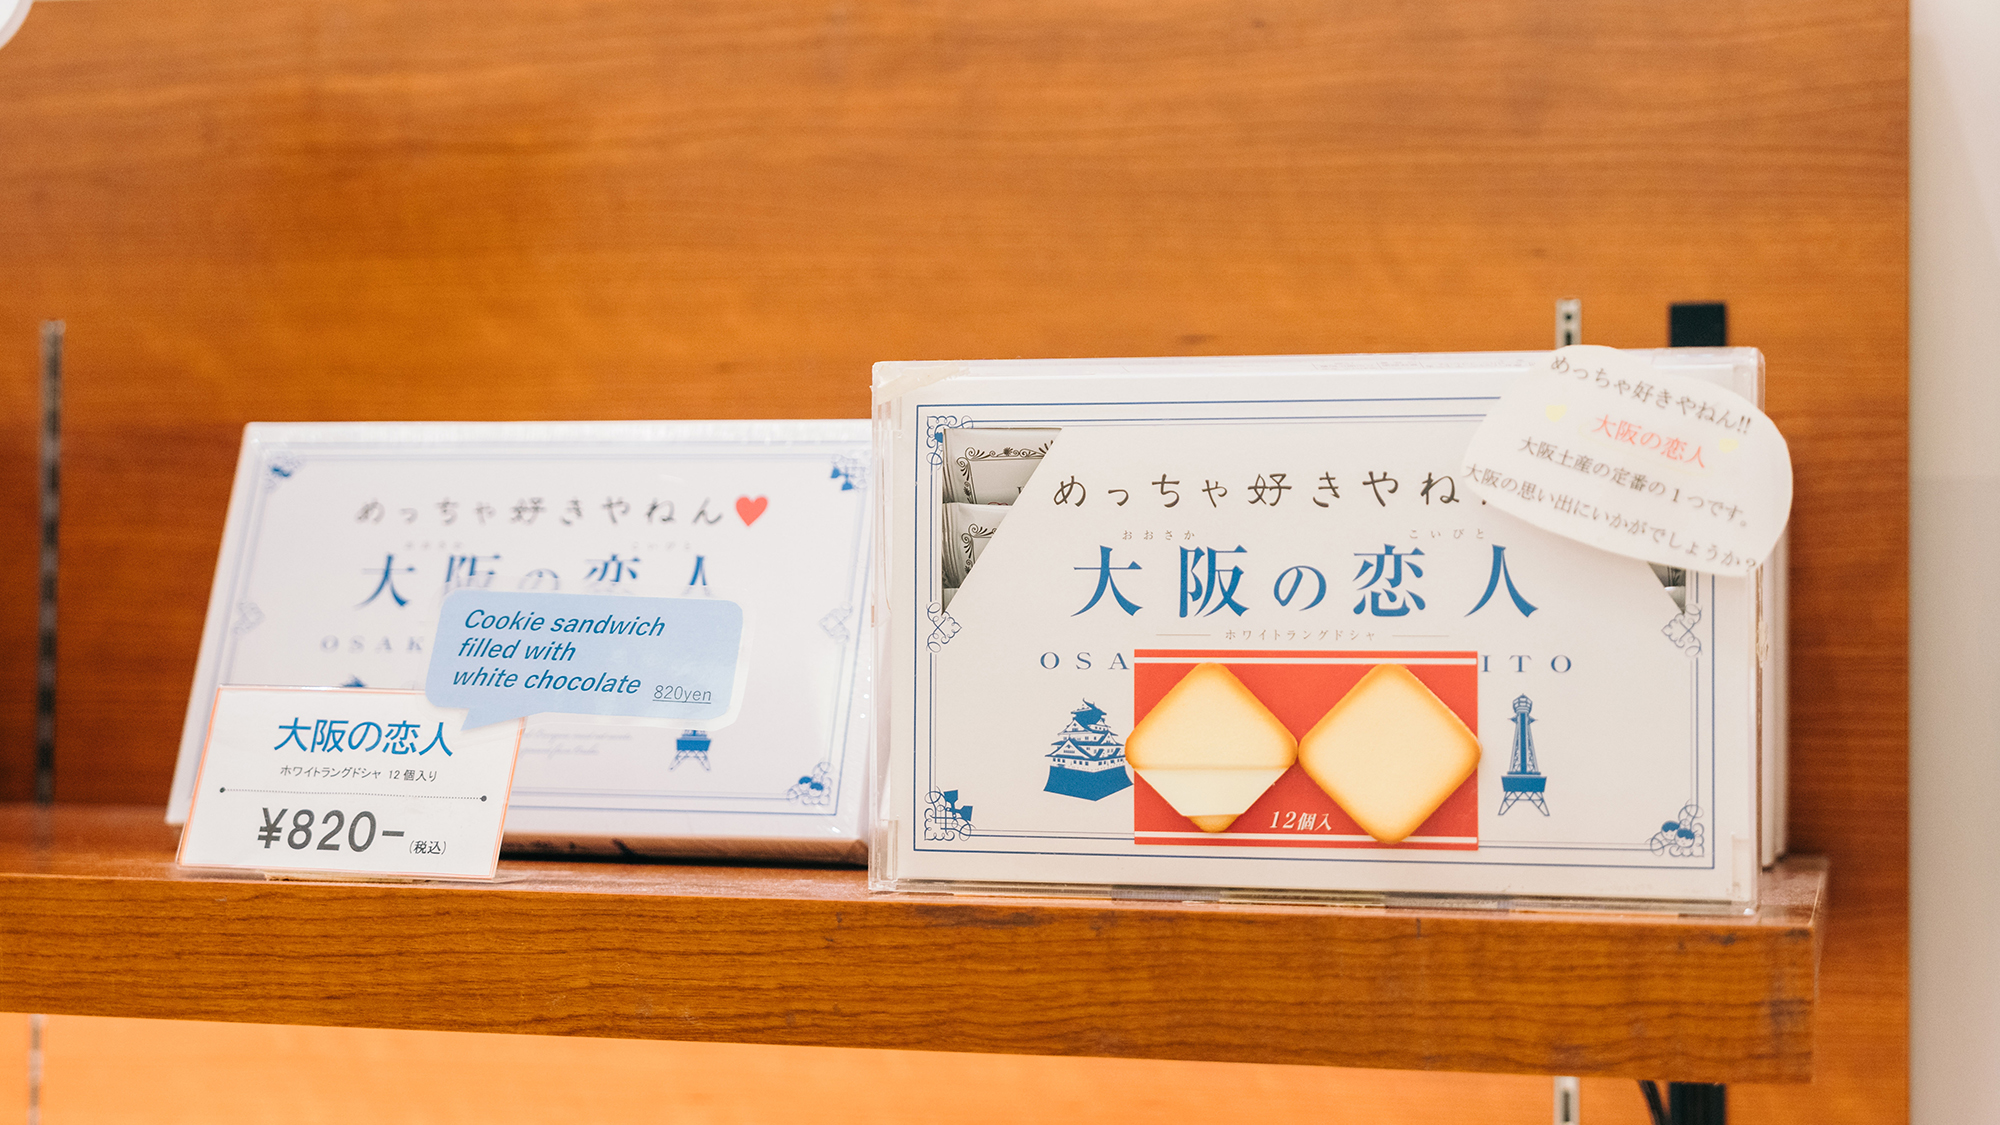 めっちゃ好きやねん♥
大阪の恋人
OSAK
Cookie sandwich
filled with
white chocolate 820yen
大阪の恋人
ホワイトラングドシャ 12個入り
¥820−(税込)
めっちゃ好きやね
おおさか こいびと
大阪の恋人
ホワイトラングドシャ
OSA ITO
12個入
めっちゃ好きやねん!!
大阪の恋人
大阪土産の定番の1つです。
大阪の思い出にいかがでしょうか?